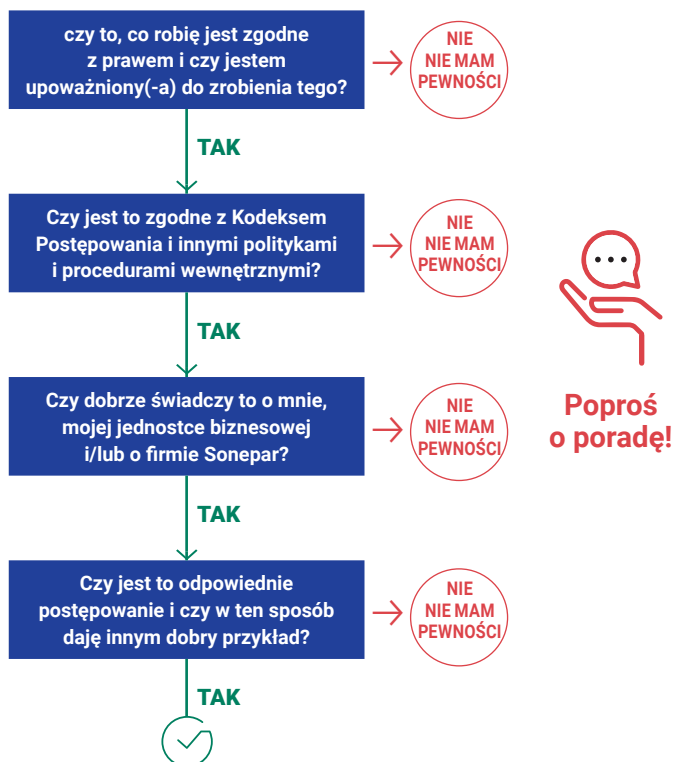 czy to, co robię jest zgodne
z prawem i czy jestem
upoważniony(-a) do zrobienia tego?
NIE
NIE MAM
PEWNOŚCI
TAK
Czy jest to zgodne z Kodeksem
Postępowania i innymi politykami
i procedurami wewnętrznymi?
NIE
NIE MAM
PEWNOŚCI
TAK
Czy dobrze świadczy to o mnie,
mojej jednostce biznesowej
i/lub o firmie Sonepar?
NIE
NIE MAM
PEWNOŚCI
Poproś
o poradę!
TAK
Czy jest to odpowiednie
postępowanie i czy w ten sposób
daję innym dobry przykład?
NIE
NIE MAM
PEWNOŚCI
TAK